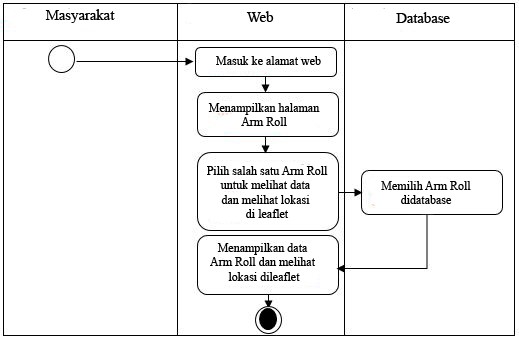 Masyarakat
Web
Database
Masuk ke alamat web
Menampilkan halaman
Arm Roll
Pilih salah satu Arm Roll
untuk melihat data
dan melihat lokasi
di leaflet
Memilih Arm Roll
didatabase
Menampilkan data
Arm Roll dan melihat
lokasi dileaflet